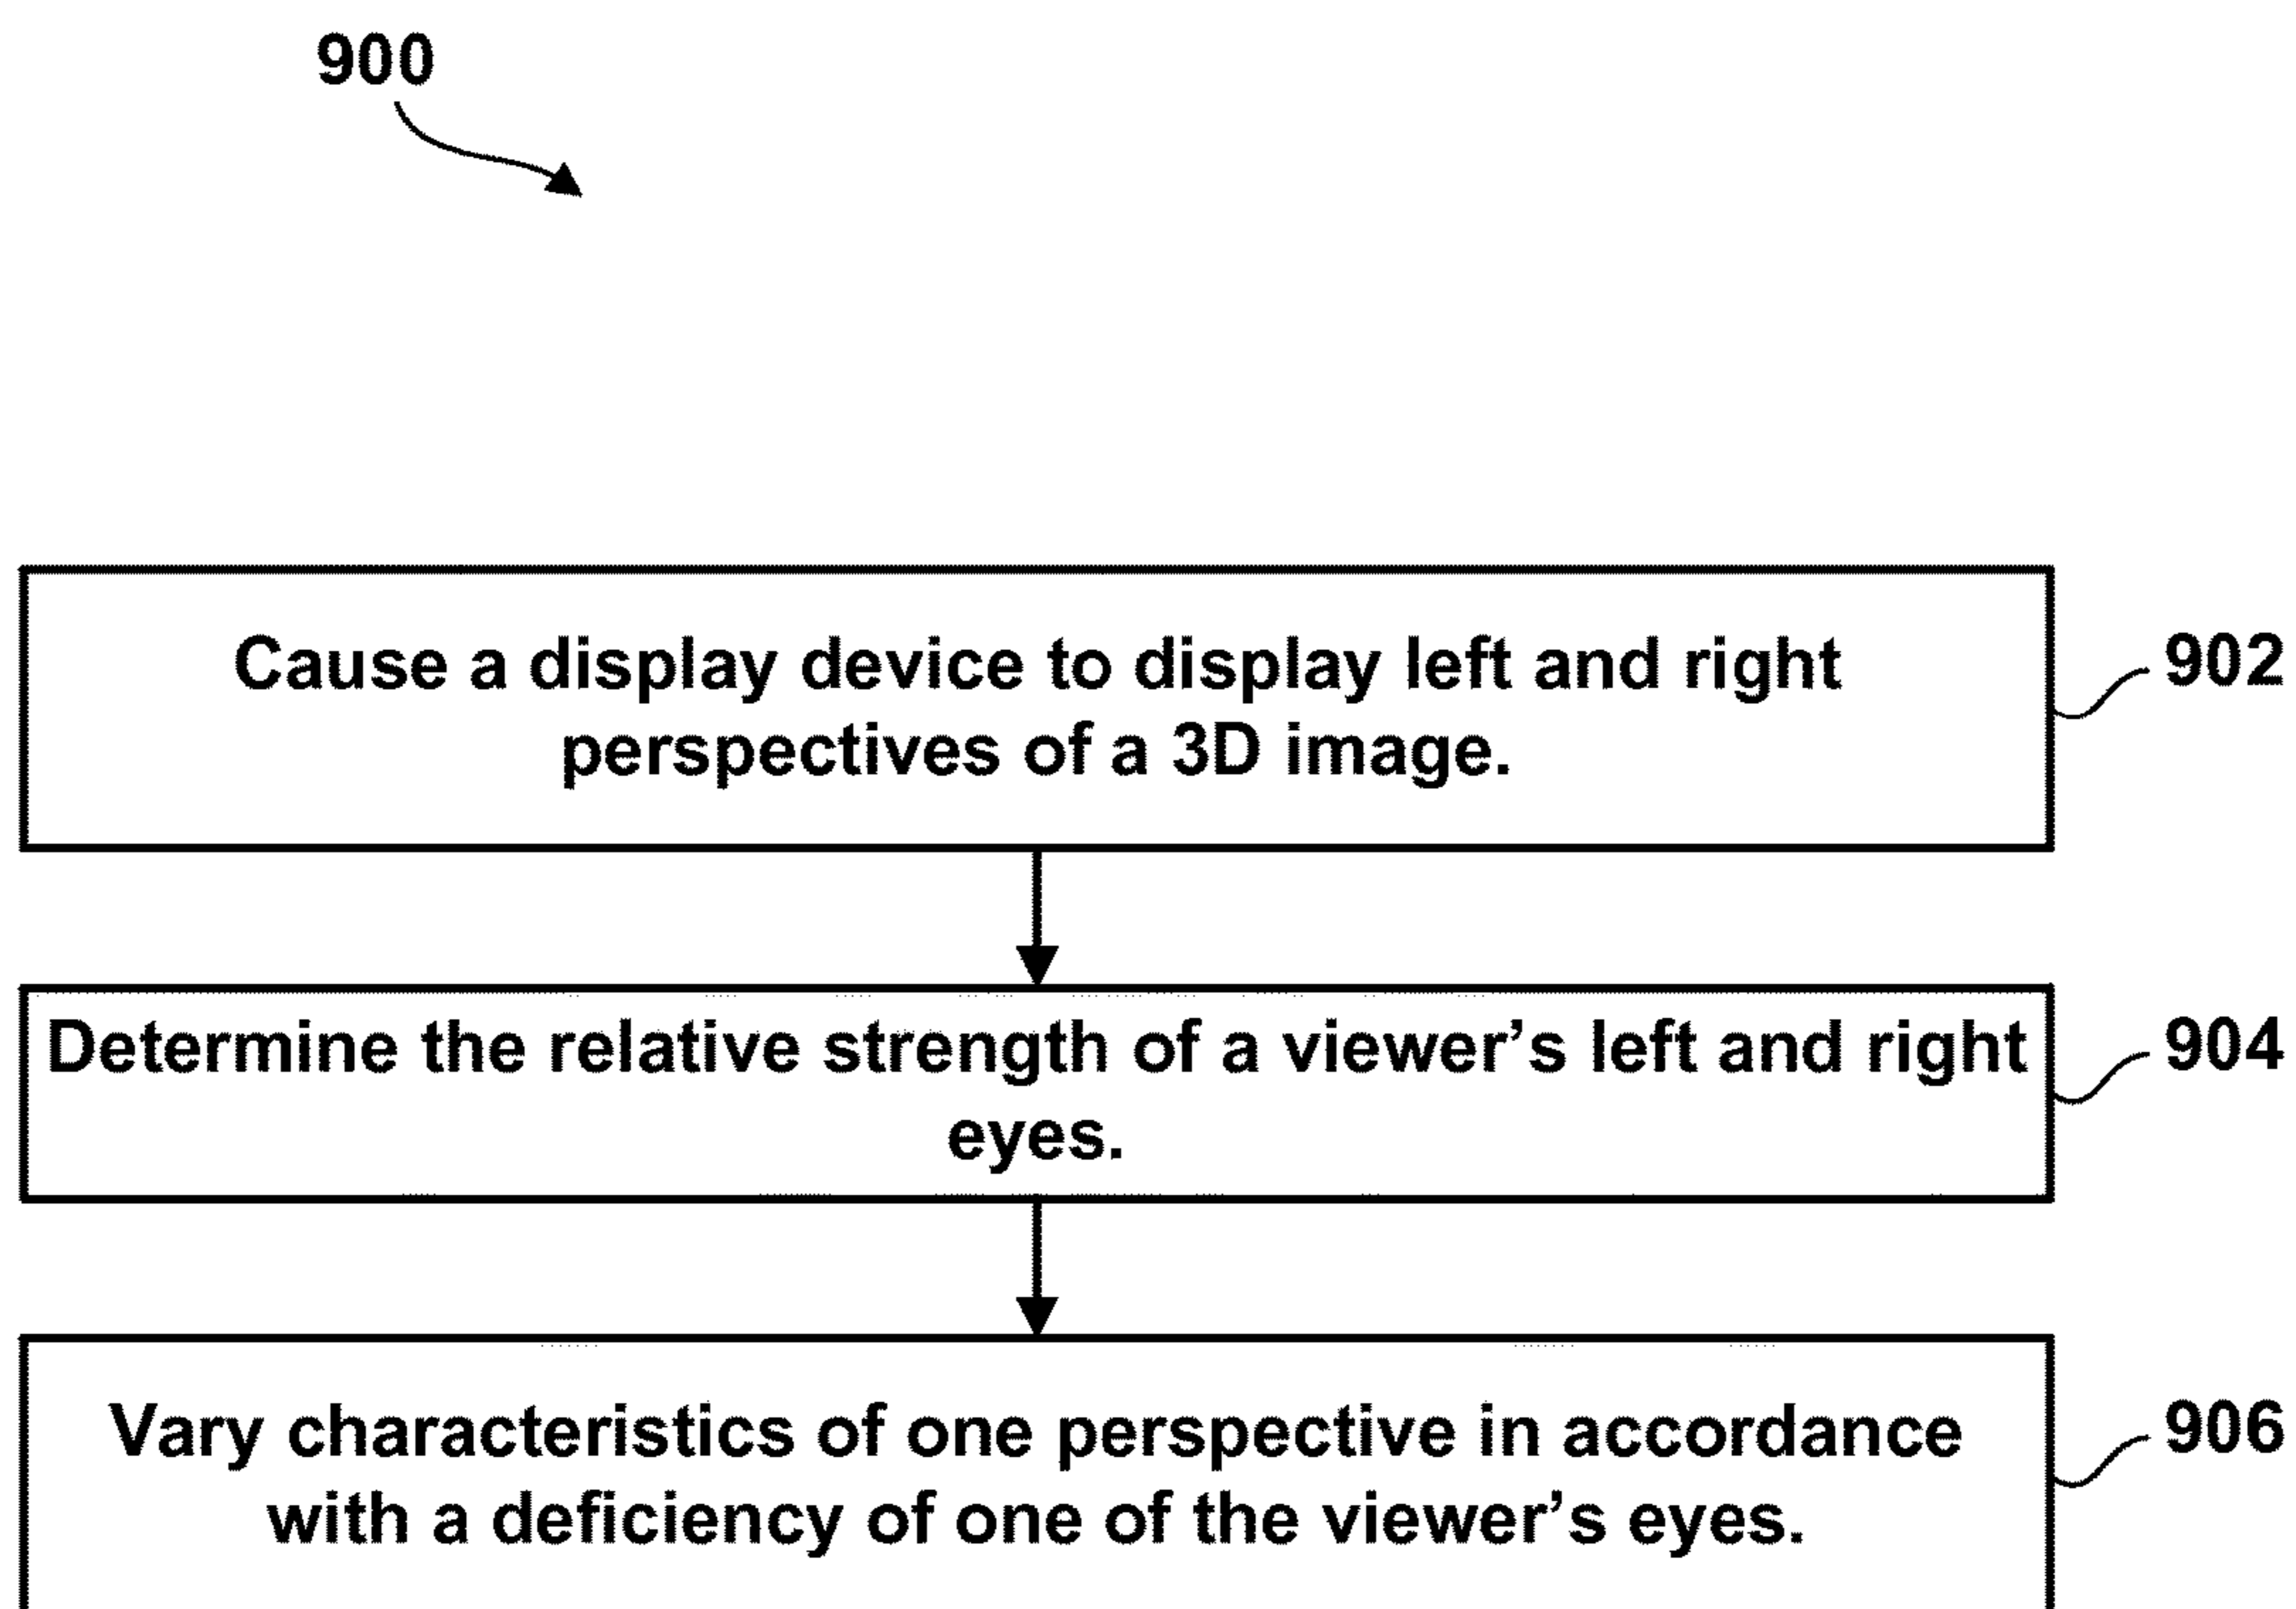 900
Cause a display device to display left and right
perspectives of a 3D image.
902
Determine the relative strength of a viewer’s left and right
eyes.
904
Vary characteristics of one perspective in accordance
with a deficiency of one of the viewer’s eyes.
906